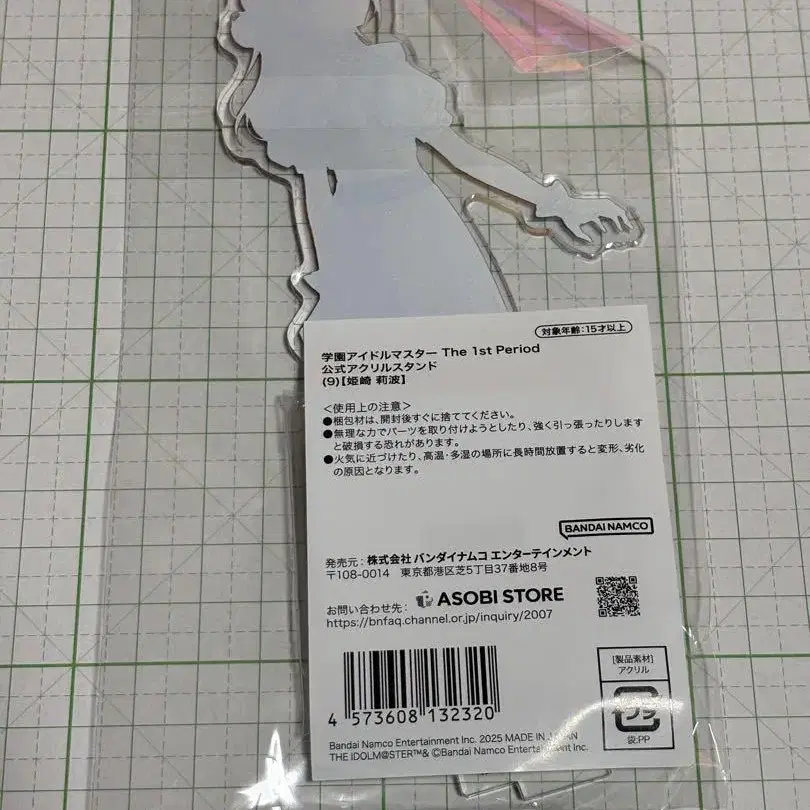 対象年齢:15才以上
学園アイドルマスター The 1st Period
公式アクリルスタンド
(9)【姫崎 莉波】
＜使用上の注意＞
●梱包材は、開封後すぐに捨ててください。
●無理な力でパーツを取り付けようとしたり、強く引っ張ったりします
と破損する恐れがあります。
●火気に近づけたり、高温・多湿の場所に長時間放置すると変形、劣化
の原因となります。
BANDAI NAMCO
発売元：株式会社 バンダイナムコ エンターテインメント
〒108-0014 東京都港区芝5丁目37番地8号
お問い合わせ先： ASOBI STORE
https://bnfaq.channel.or.jp/inquiry/2007
[製品素材]
アクリル
プラ
袋:PP
4 573608 132320
Bandai Namco Entertainment Inc. 2025 MADE IN JAPAN
THE IDOLM@STER™& ©Bandai Namco Entertainment Inc.